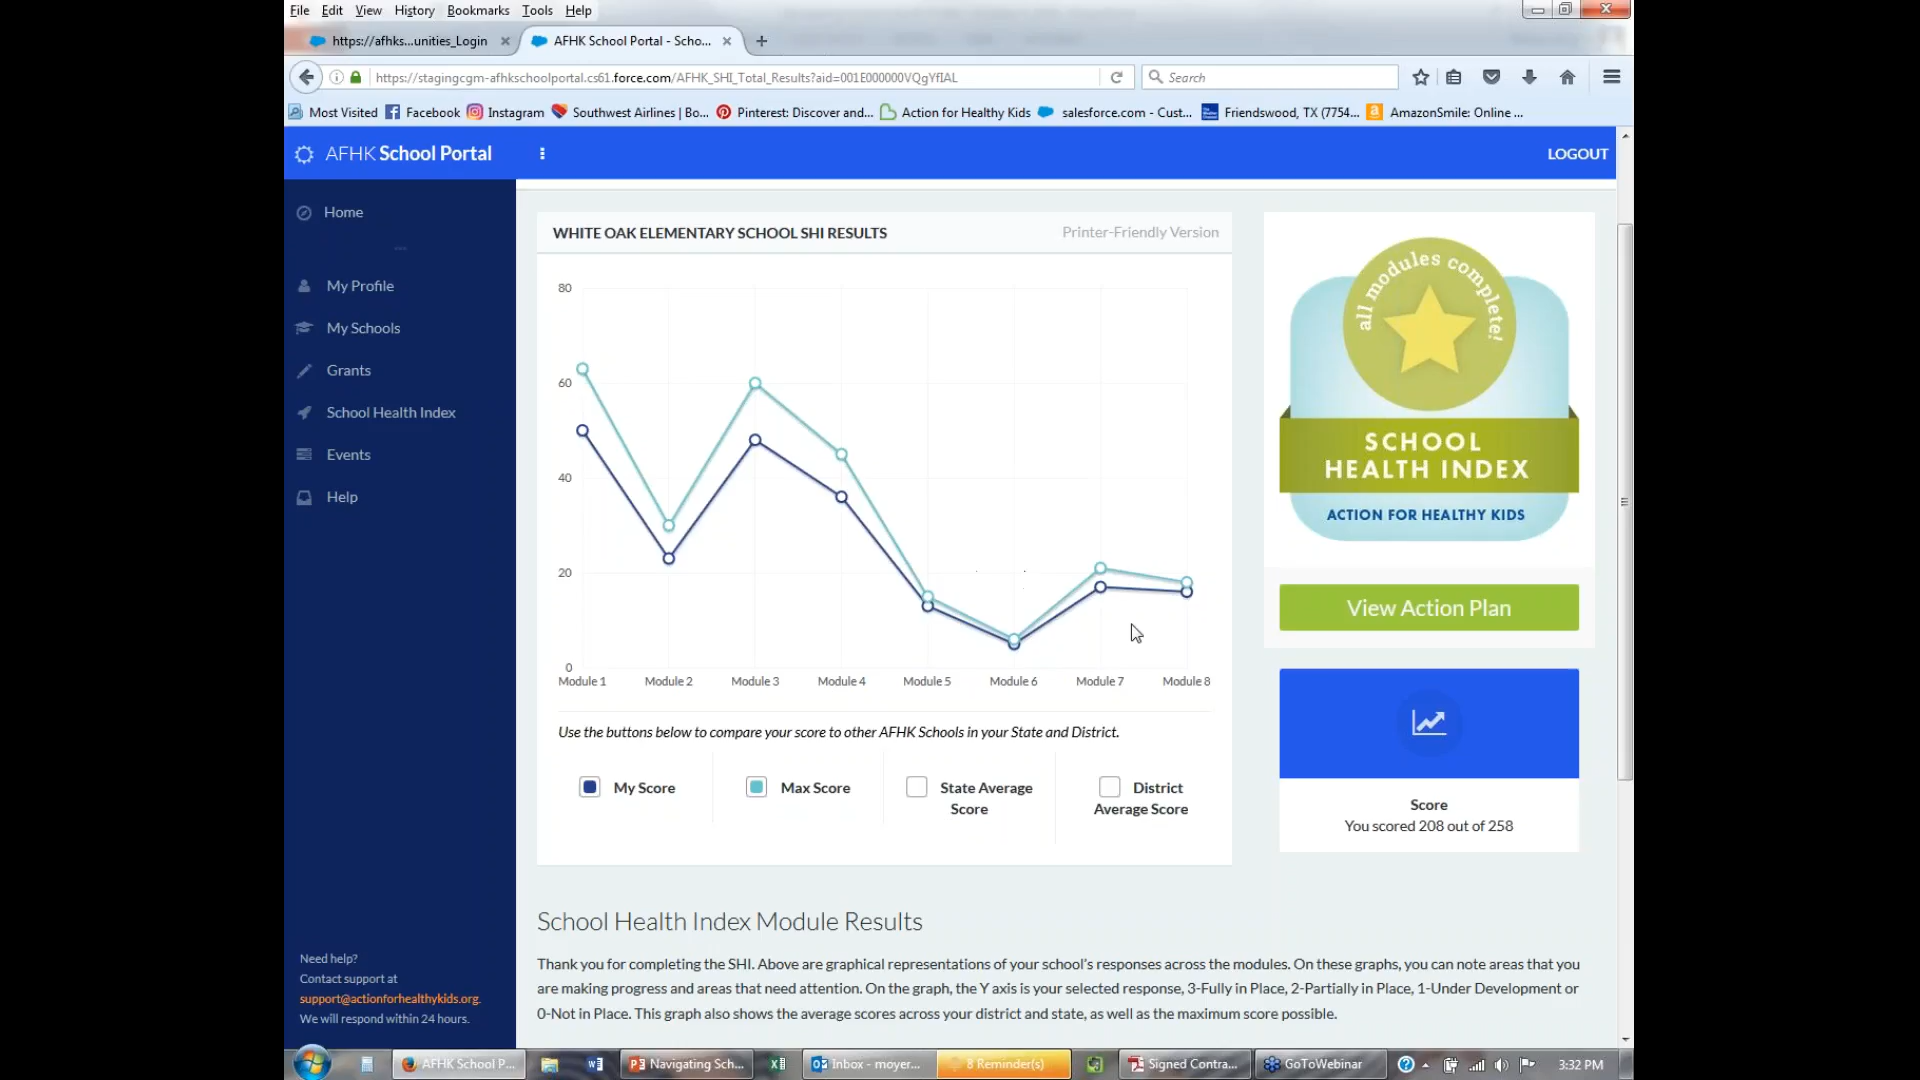 File Edit View History Bookmarks Tools Help
https://afhks...unities_Login
AFHK School Portal - Scho...
https://stagingcgm-afhkschoolportal.cs61.force.com/AFHK_SHI_Total_Results?aid=001E000000VQgYfIAL
Search
Most Visited Facebook Instagram Southwest Airlines | Bo... Pinterest: Discover and... Action for Healthy Kids salesforce.com - Cust... Friendswood, TX (7754... AmazonSmile: Online ...
AFHK School Portal
LOGOUT
Home
My Profile
My Schools
Grants
School Health Index
Events
Help
Need help?
Contact support at
support@actionforhealthykids.org.
We will respond within 24 hours.
WHITE OAK ELEMENTARY SCHOOL SHI RESULTS
Printer-Friendly Version
80
60
40
20
0
Module 1 Module 2 Module 3 Module 4 Module 5 Module 6 Module 7 Module 8
Use the buttons below to compare your score to other AFHK Schools in your State and District.
My Score
Max Score
State Average
Score
District
Average Score
all modules complete!
SCHOOL
HEALTH INDEX
ACTION FOR HEALTHY KIDS
View Action Plan
Score
You scored 208 out of 258
School Health Index Module Results
Thank you for completing the SHI. Above are graphical representations of your school's responses across the modules. On these graphs, you can note areas that you
are making progress and areas that need attention. On the graph, the Y axis is your selected response, 3-Fully in Place, 2-Partially in Place, 1-Under Development or
0-Not in Place. This graph also shows the average scores across your district and state, as well as the maximum score possible.
AFHK School P... Navigating Sch... Inbox - moyer... 8 Reminder(s) Signed Contra... GoToWebinar 3:32 PM